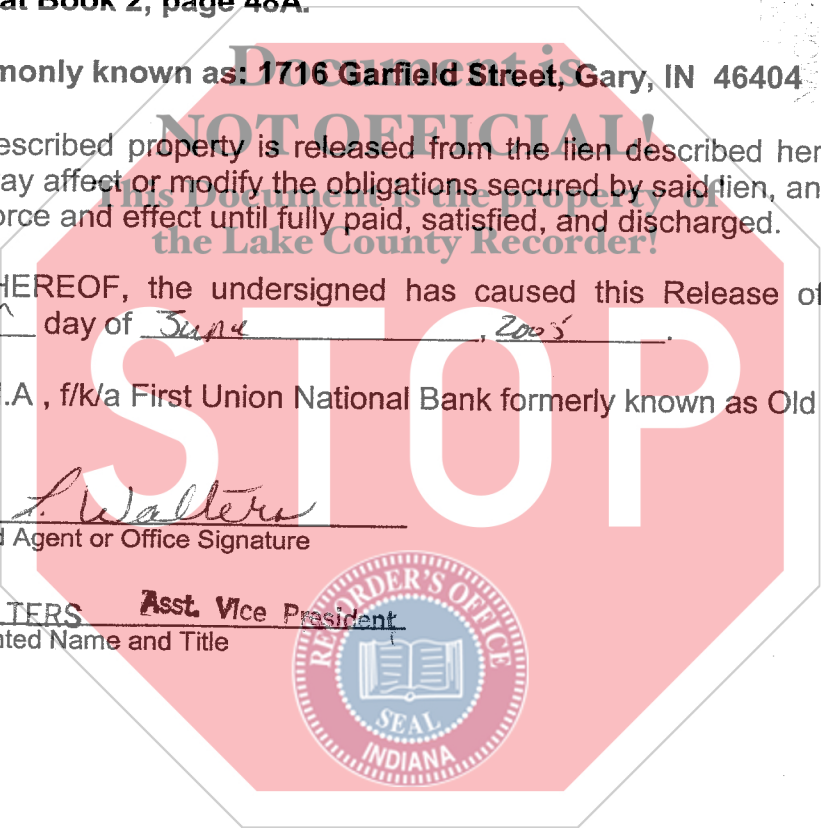 at Book 2, page 48A.
monly known as: 1716 Garfield Street, Gary, IN 46404
Document is
NOT OFFICIAL!
This Document is the property of
the Lake County Recorder!
escribed property is released from the lien described her
ay affect or modify the obligations secured by said lien, an
orce and effect until fully paid, satisfied, and discharged.
HEREOF, the undersigned has caused this Release of
day of June, 2005.
STOP
.A , f/k/a First Union National Bank formerly known as Old
L. Walters
d Agent or Office Signature
TERS Asst. Vice President
nted Name and Title
RECORDER'S OFFICE
SEAL
INDIANA